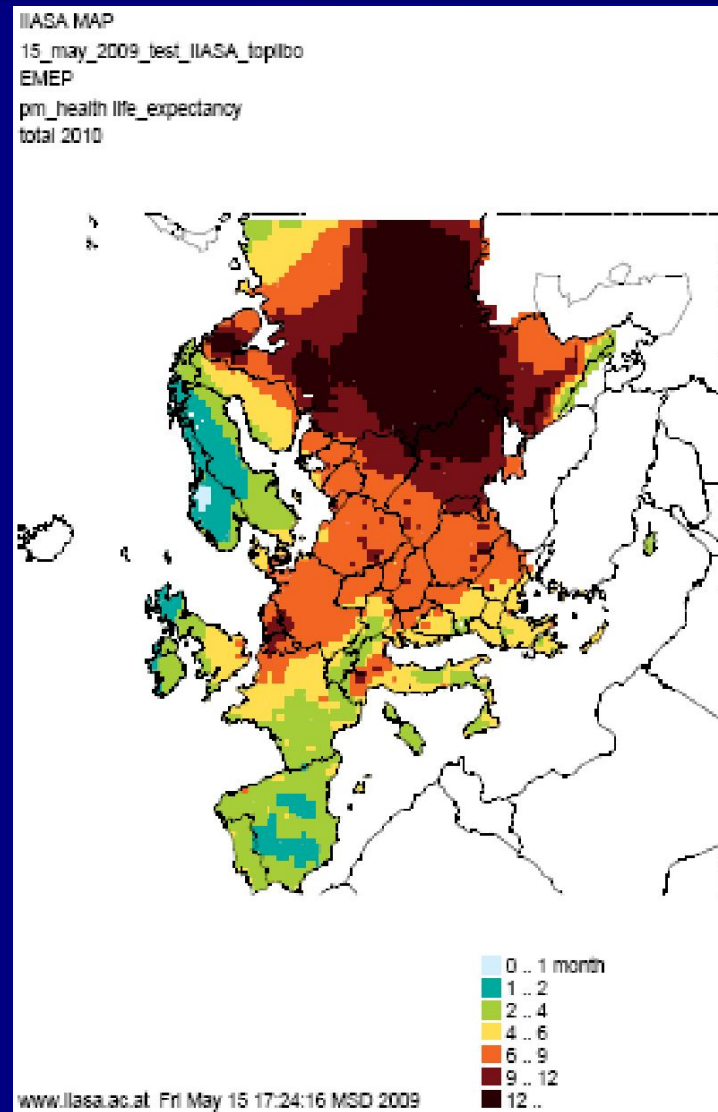 IIASA MAP
15_may_2009_test_IIASA_toplibo
EMEP
pm_health life_expectancy
total 2010
0 .. 1 month
1 .. 2
2 .. 4
4 .. 6
6 .. 9
9 .. 12
12 ..
www.iiasa.ac.at Fri May 15 17:24:16 MSD 2009